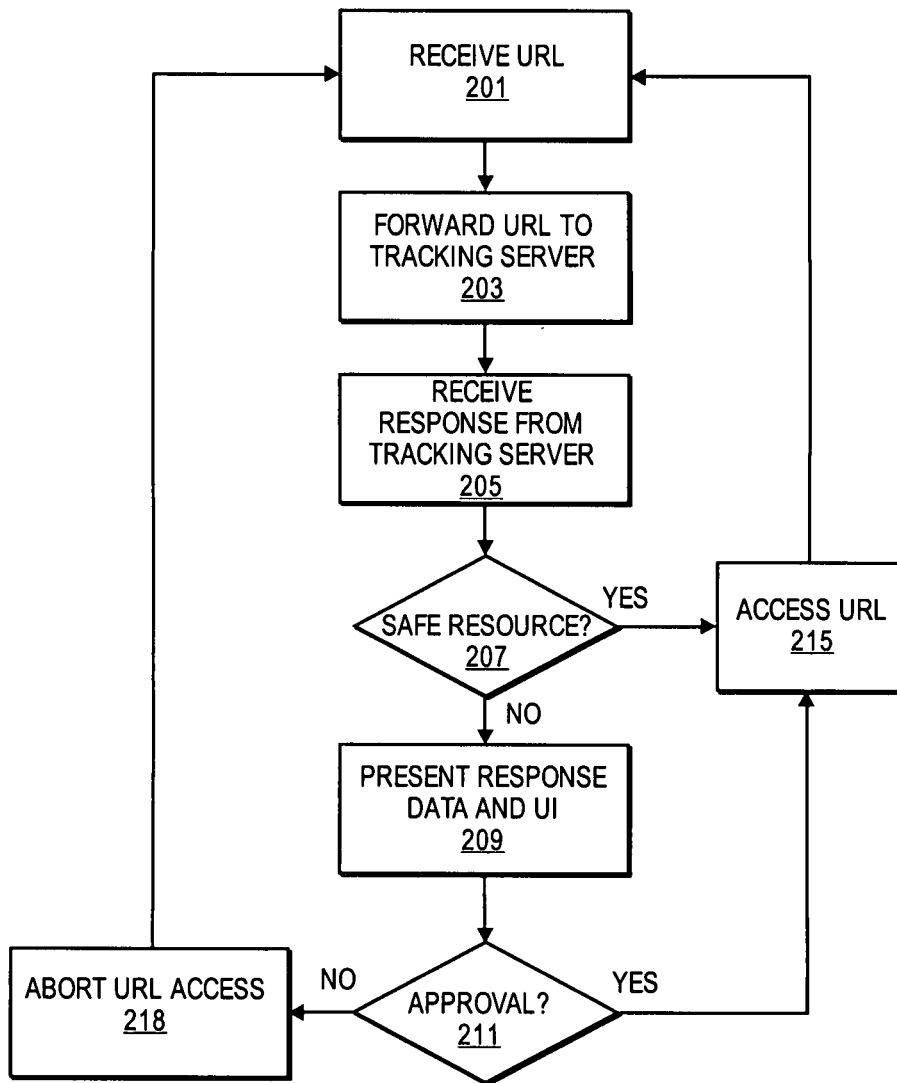 RECEIVE URL
201
FORWARD URL TO
TRACKING SERVER
203
RECEIVE
RESPONSE FROM
TRACKING SERVER
205
SAFE RESOURCE?
207
YES
ACCESS URL
215
NO
PRESENT RESPONSE
DATA AND UI
209
APPROVAL?
211
YES
NO
ABORT URL ACCESS
218